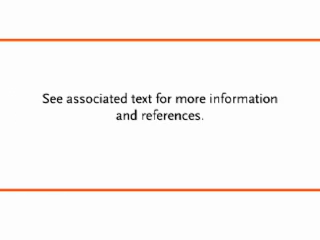 See associated text for more information
and references.